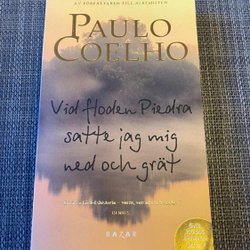 AV FÖRFATTAREN TILL ALKEMISTEN
PAULO
COELHO
Vid floden Piedra
satte jag mig
ned och grät
BAZAR